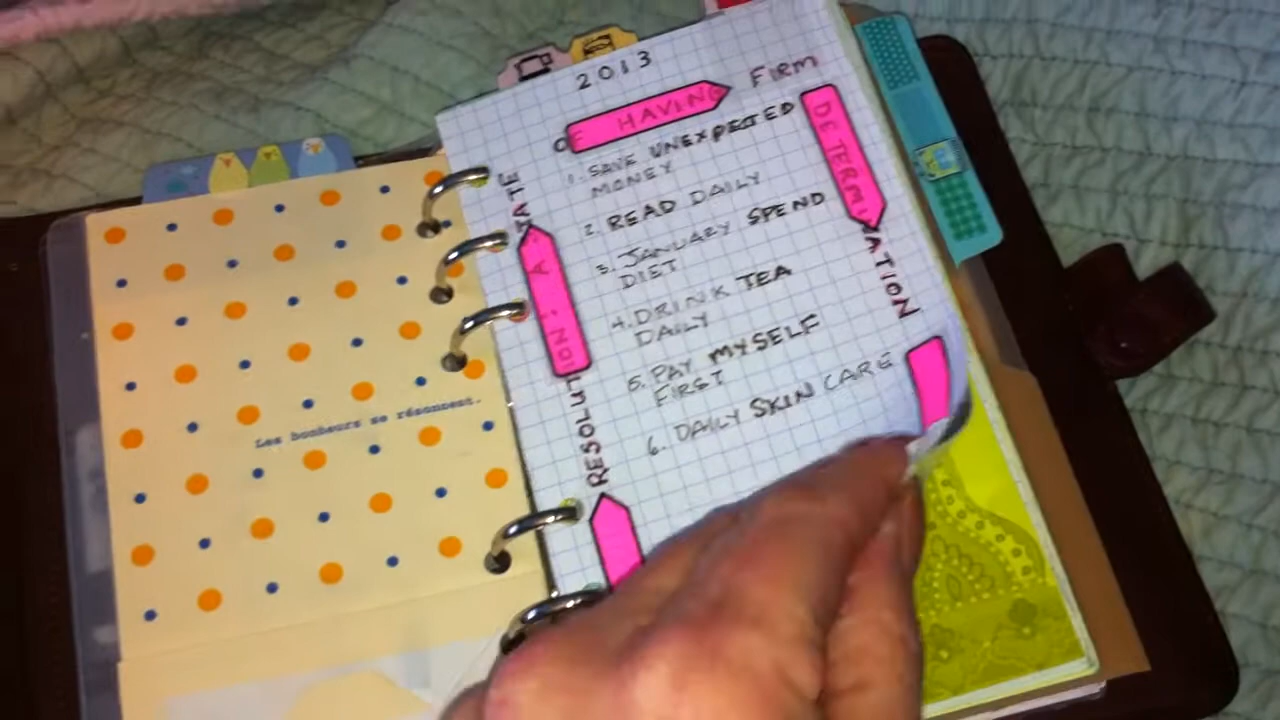 2013
OF HAVING FIRM
DETERMINATION
RESOLUTION: A STATE
1. SAVE UNEXPECTED
MONEY
2. READ DAILY
3. JANUARY SPEND
DIET
4. DRINK TEA
DAILY
5. PAY MYSELF
FIRST
6. DAILY SKIN CARE
Les bonheurs se résonnent.